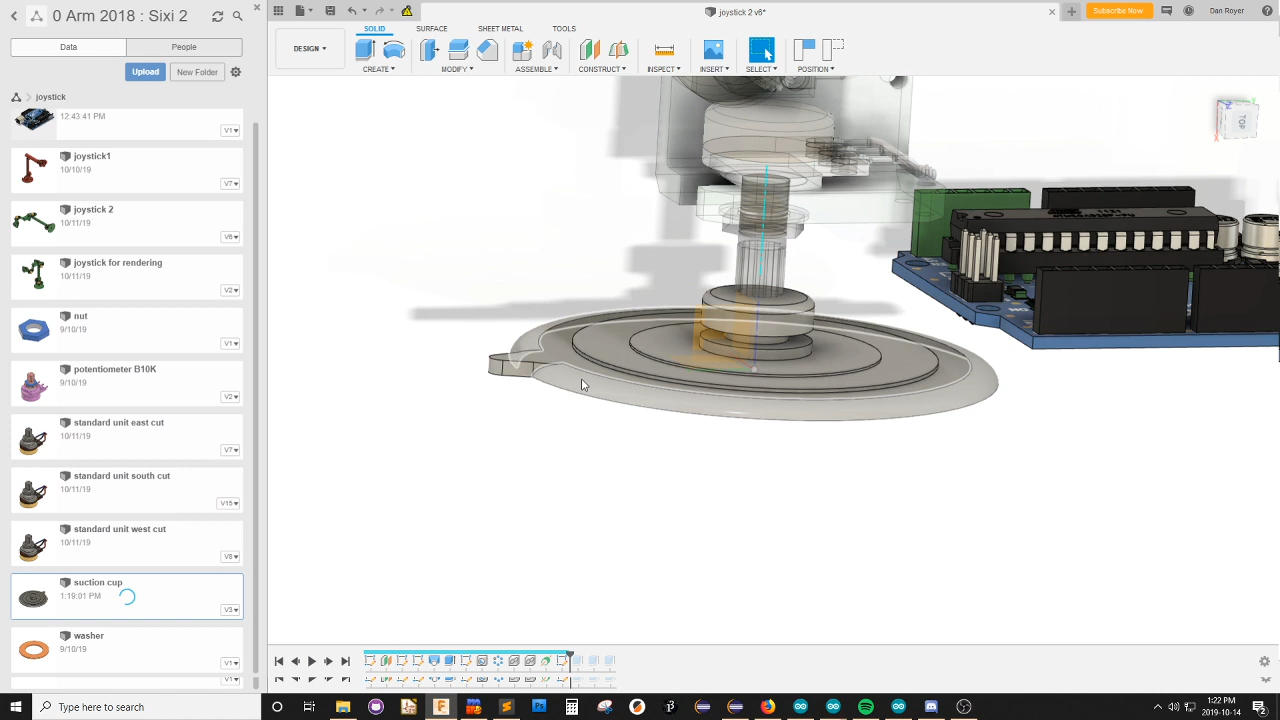 0 Arm 2018 : Sixi 2
joystick 2 v6*
Subscribe Now
Dan Royer
Data
People
Upload
New Folder
DESIGN
SOLID
SURFACE
SHEET METAL
TOOLS
CREATE
MODIFY
ASSEMBLE
CONSTRUCT
INSPECT
INSERT
SELECT
POSITION
joystick
12:43:41 PM
V1
joystick1
10/10/19
V7
joystick 2
10/11/19
V6
joystick for rendering
10/11/19
V2
nut
9/10/19
V1
potentiometer B10K
9/10/19
V2
standard unit east cut
10/11/19
V7
standard unit south cut
10/11/19
V15
standard unit west cut
10/11/19
V8
suction cup
1:19:01 PM
V3
washer
9/10/19
V1
V1
TOP
Type here to search
1:22 PM
2019-10-14